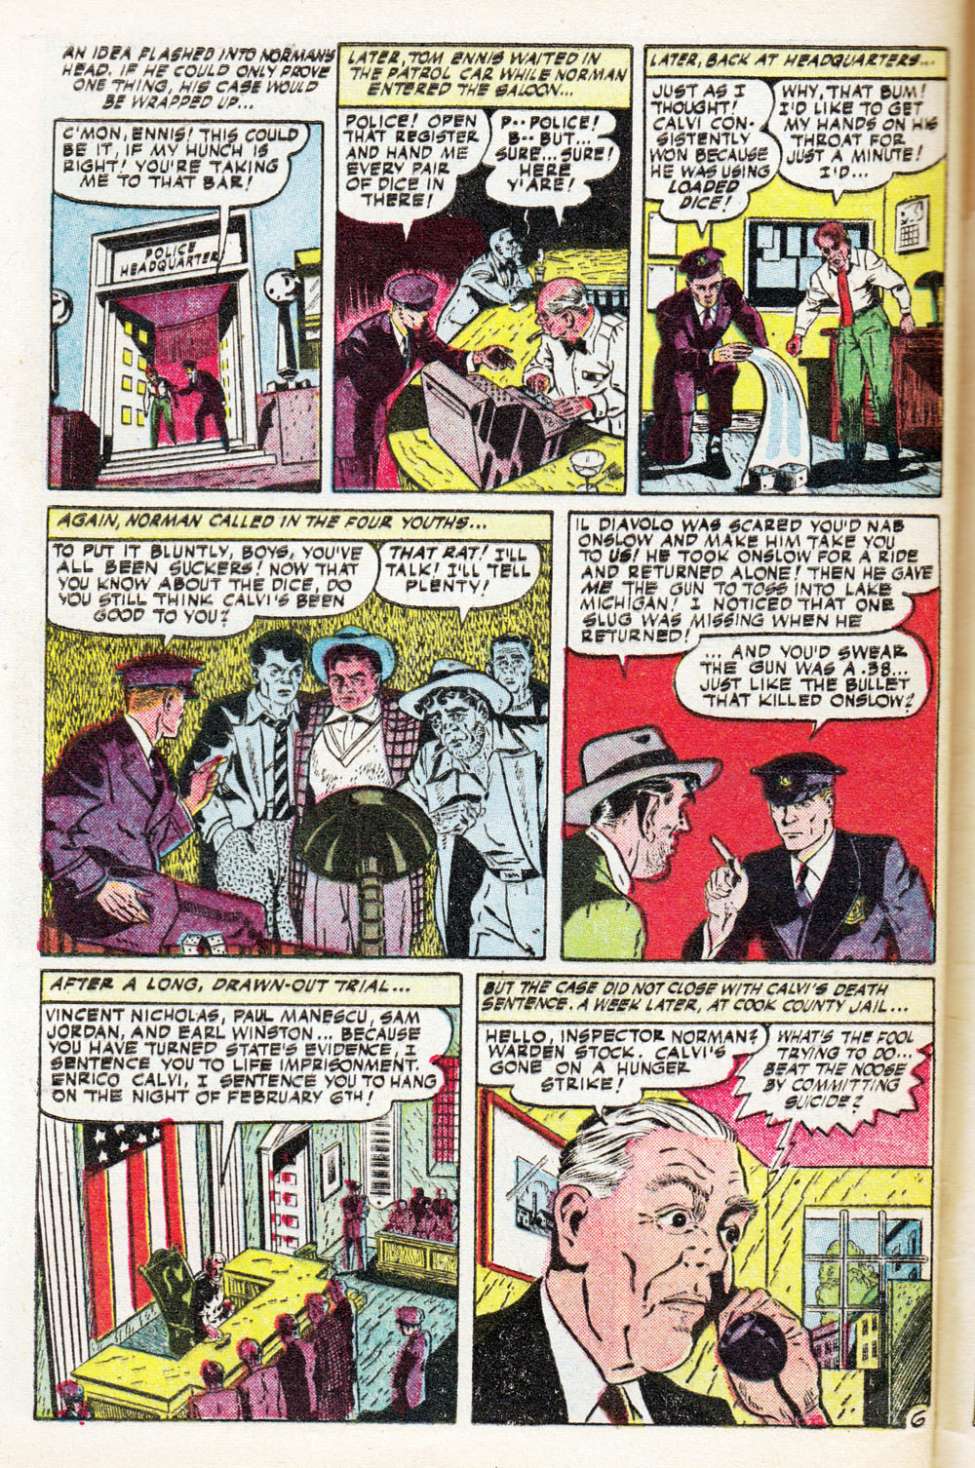 AN IDEA FLASHED INTO NORMAN'S
HEAD. IF HE COULD ONLY PROVE
ONE THING, HIS CASE WOULD
BE WRAPPED UP...
C'MON, ENNIS! THIS COULD
BE IT, IF MY HUNCH IS
RIGHT! YOU'RE TAKING
ME TO THAT BAR!
POLICE
HEADQUARTERS
LATER, TOM ENNIS WAITED IN
THE PATROL CAR WHILE NORMAN
ENTERED THE SALOON...
POLICE! OPEN
THAT REGISTER
AND HAND ME
EVERY PAIR
OF DICE IN
THERE!
P--POLICE!
B--BUT...
SURE...SURE!
HERE
Y'ARE!
LATER, BACK AT HEADQUARTERS...
JUST AS I
THOUGHT!
CALVI CON-
SISTENTLY
WON BECAUSE
HE WAS USING
LOADED
DICE!
WHY, THAT BUM!
I'D LIKE TO GET
MY HANDS ON HIS
THROAT FOR
JUST A MINUTE!
I'D...
AGAIN, NORMAN CALLED IN THE FOUR YOUTHS...
TO PUT IT BLUNTLY, BOYS, YOU'VE
ALL BEEN SUCKERS! NOW THAT
YOU KNOW ABOUT THE DICE, DO
YOU STILL THINK CALVI'S BEEN
GOOD TO YOU?
THAT RAT! I'LL
TALK! I'LL TELL
PLENTY!
IL DIAVOLO WAS SCARED YOU'D NAB
ONSLOW AND MAKE HIM TAKE YOU
TO US! HE TOOK ONSLOW FOR A RIDE
AND RETURNED ALONE! THEN HE GAVE
ME THE GUN TO TOSS INTO LAKE
MICHIGAN! I NOTICED THAT ONE
SLUG WAS MISSING WHEN HE
RETURNED!
... AND YOU'D SWEAR
THE GUN WAS A .38...
JUST LIKE THE BULLET
THAT KILLED ONSLOW?
AFTER A LONG, DRAWN-OUT TRIAL...
VINCENT NICHOLAS, PAUL MANESCU, SAM
JORDAN, AND EARL WINSTON... BECAUSE
YOU HAVE TURNED STATE'S EVIDENCE, I
SENTENCE YOU TO LIFE IMPRISONMENT.
ENRICO CALVI, I SENTENCE YOU TO HANG
ON THE NIGHT OF FEBRUARY 6TH!
BUT THE CASE DID NOT CLOSE WITH CALVI'S DEATH
SENTENCE. A WEEK LATER, AT COOK COUNTY JAIL...
HELLO, INSPECTOR NORMAN?
WARDEN STOCK. CALVI'S
GONE ON A HUNGER
STRIKE!
WHAT'S THE FOOL
TRYING TO DO...
BEAT THE NOOSE
BY COMMITTING
SUICIDE?
6